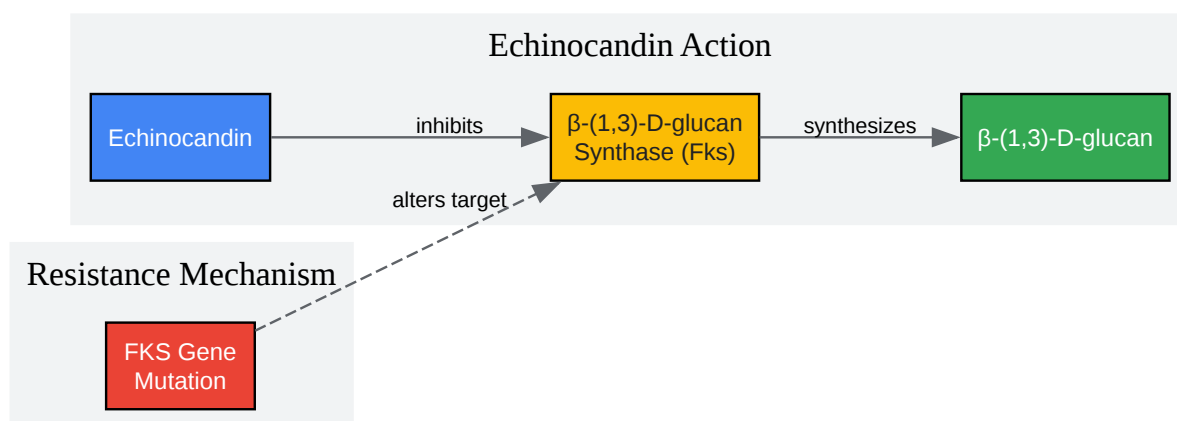 Echinocandin Action
Echinocandin
inhibits
β-(1,3)-D-glucan
Synthase (Fks)
synthesizes
β-(1,3)-D-glucan
alters target
Resistance Mechanism
FKS Gene
Mutation